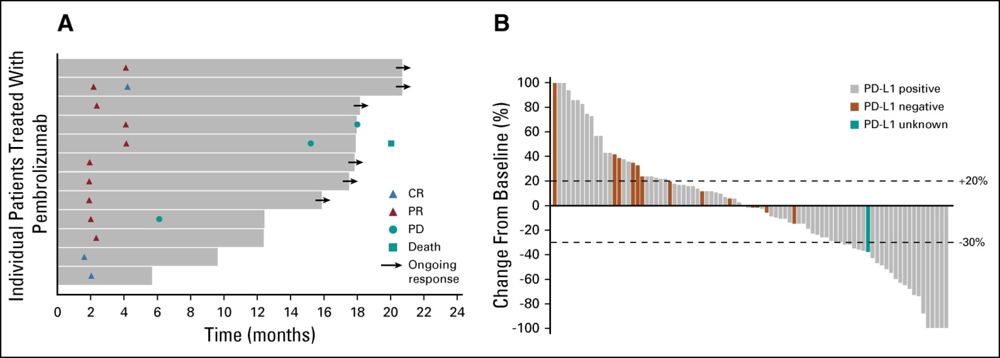 A
Individual Patients Treated With
Pembrolizumab
CR
PR
PD
Death
Ongoing
response
0 2 4 6 8 10 12 14 16 18 20 22 24
Time (months)
B
Change From Baseline (%)
100
80
60
40
20
0
-20
-40
-60
-80
-100
PD-L1 positive
PD-L1 negative
PD-L1 unknown
+20%
-30%